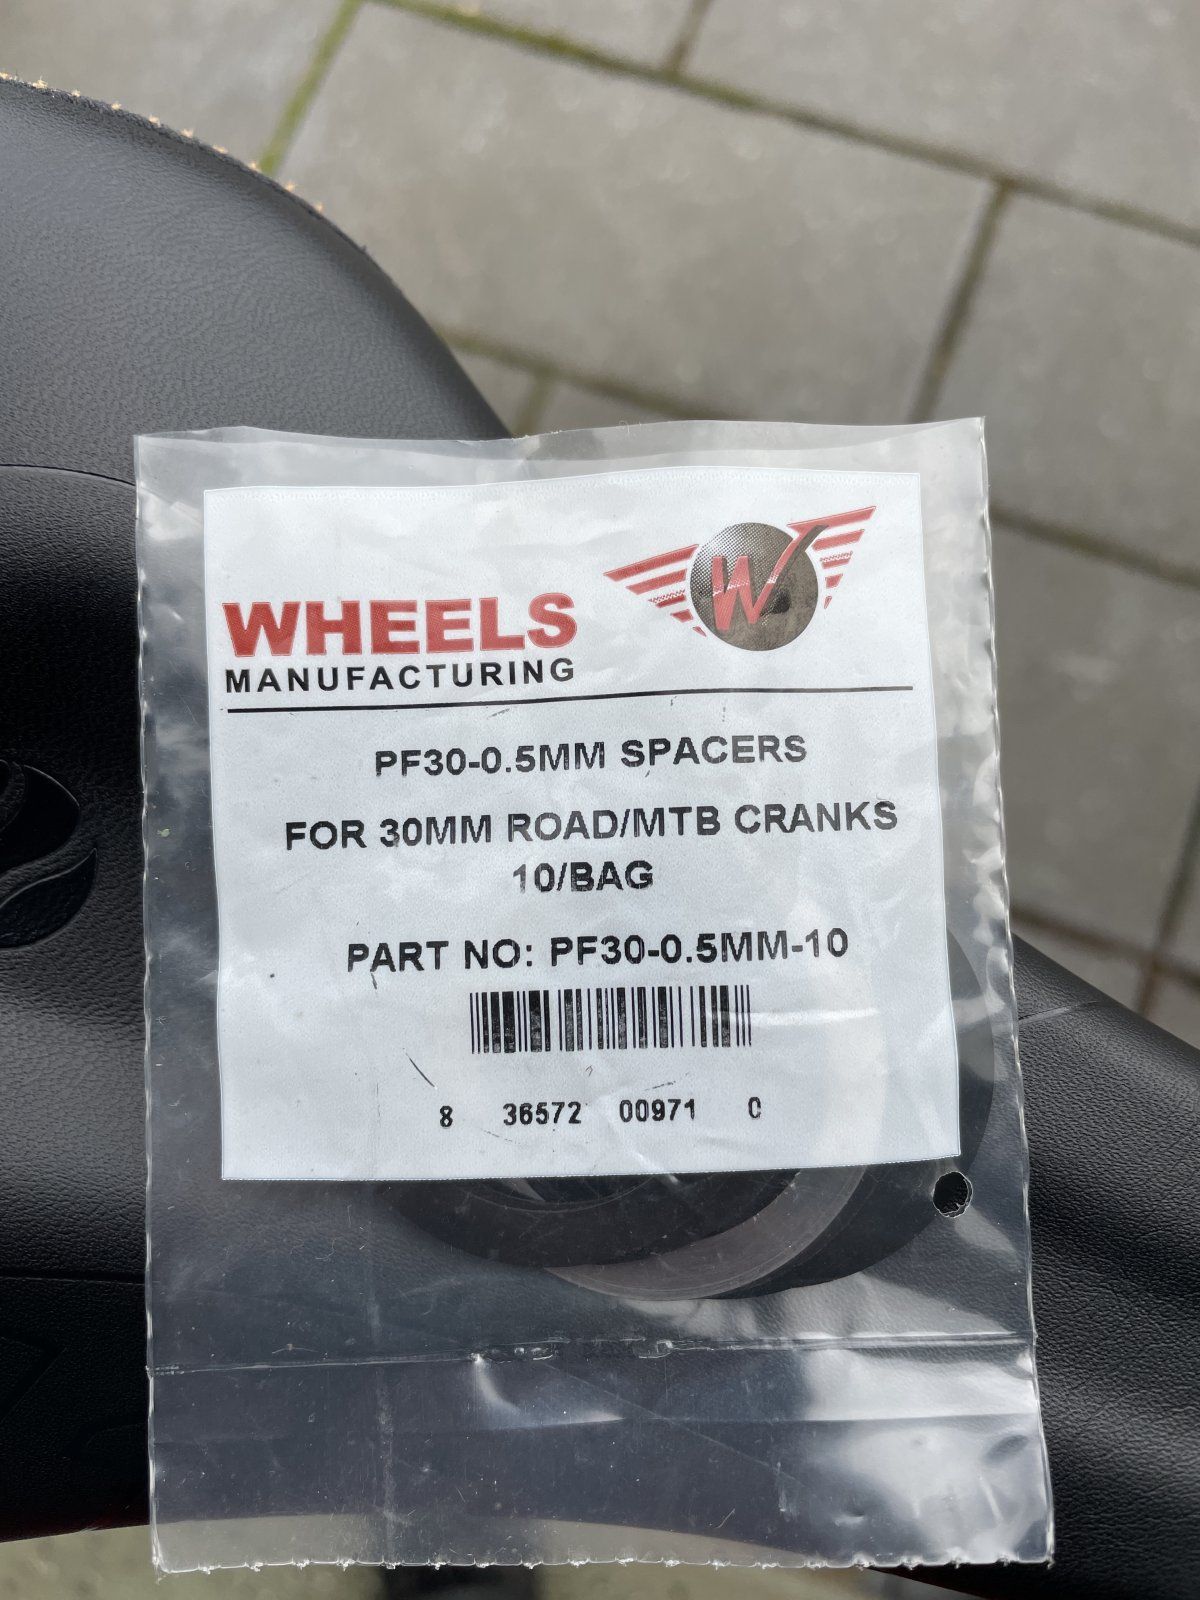 W
WHEELS
MANUFACTURING
PF30-0.5MM SPACERS
FOR 30MM ROAD/MTB CRANKS
10/BAG
PART NO: PF30-0.5MM-10
8 36572 00971 0